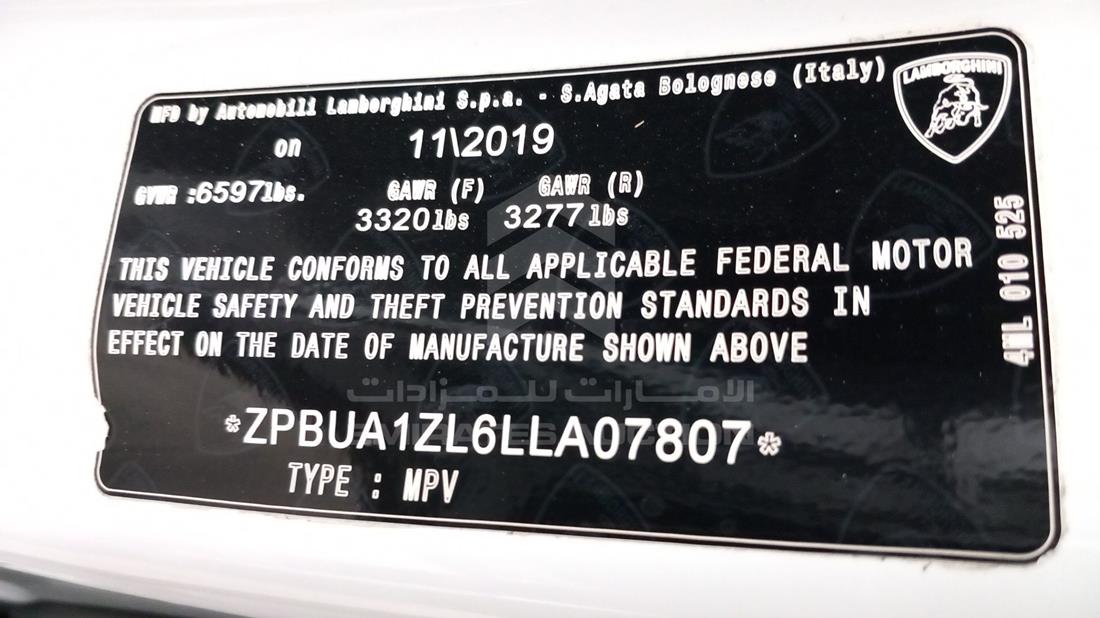 MFD by Automobili Lamborghini S.p.a. - S.Agata Bolognese (Italy)
LAMBORGHINI
on 11\2019
GVWR :6597lbs. GAWR (F) GAWR (R)
3320lbs 3277lbs
THIS VEHICLE CONFORMS TO ALL APPLICABLE FEDERAL MOTOR
VEHICLE SAFETY AND THEFT PREVENTION STANDARDS IN
EFFECT ON THE DATE OF MANUFACTURE SHOWN ABOVE
الامارات للمزادات
EMIRATES AUCTION
*ZPBUA1ZL6LLA07807*
TYPE : MPV
4ML 010 525